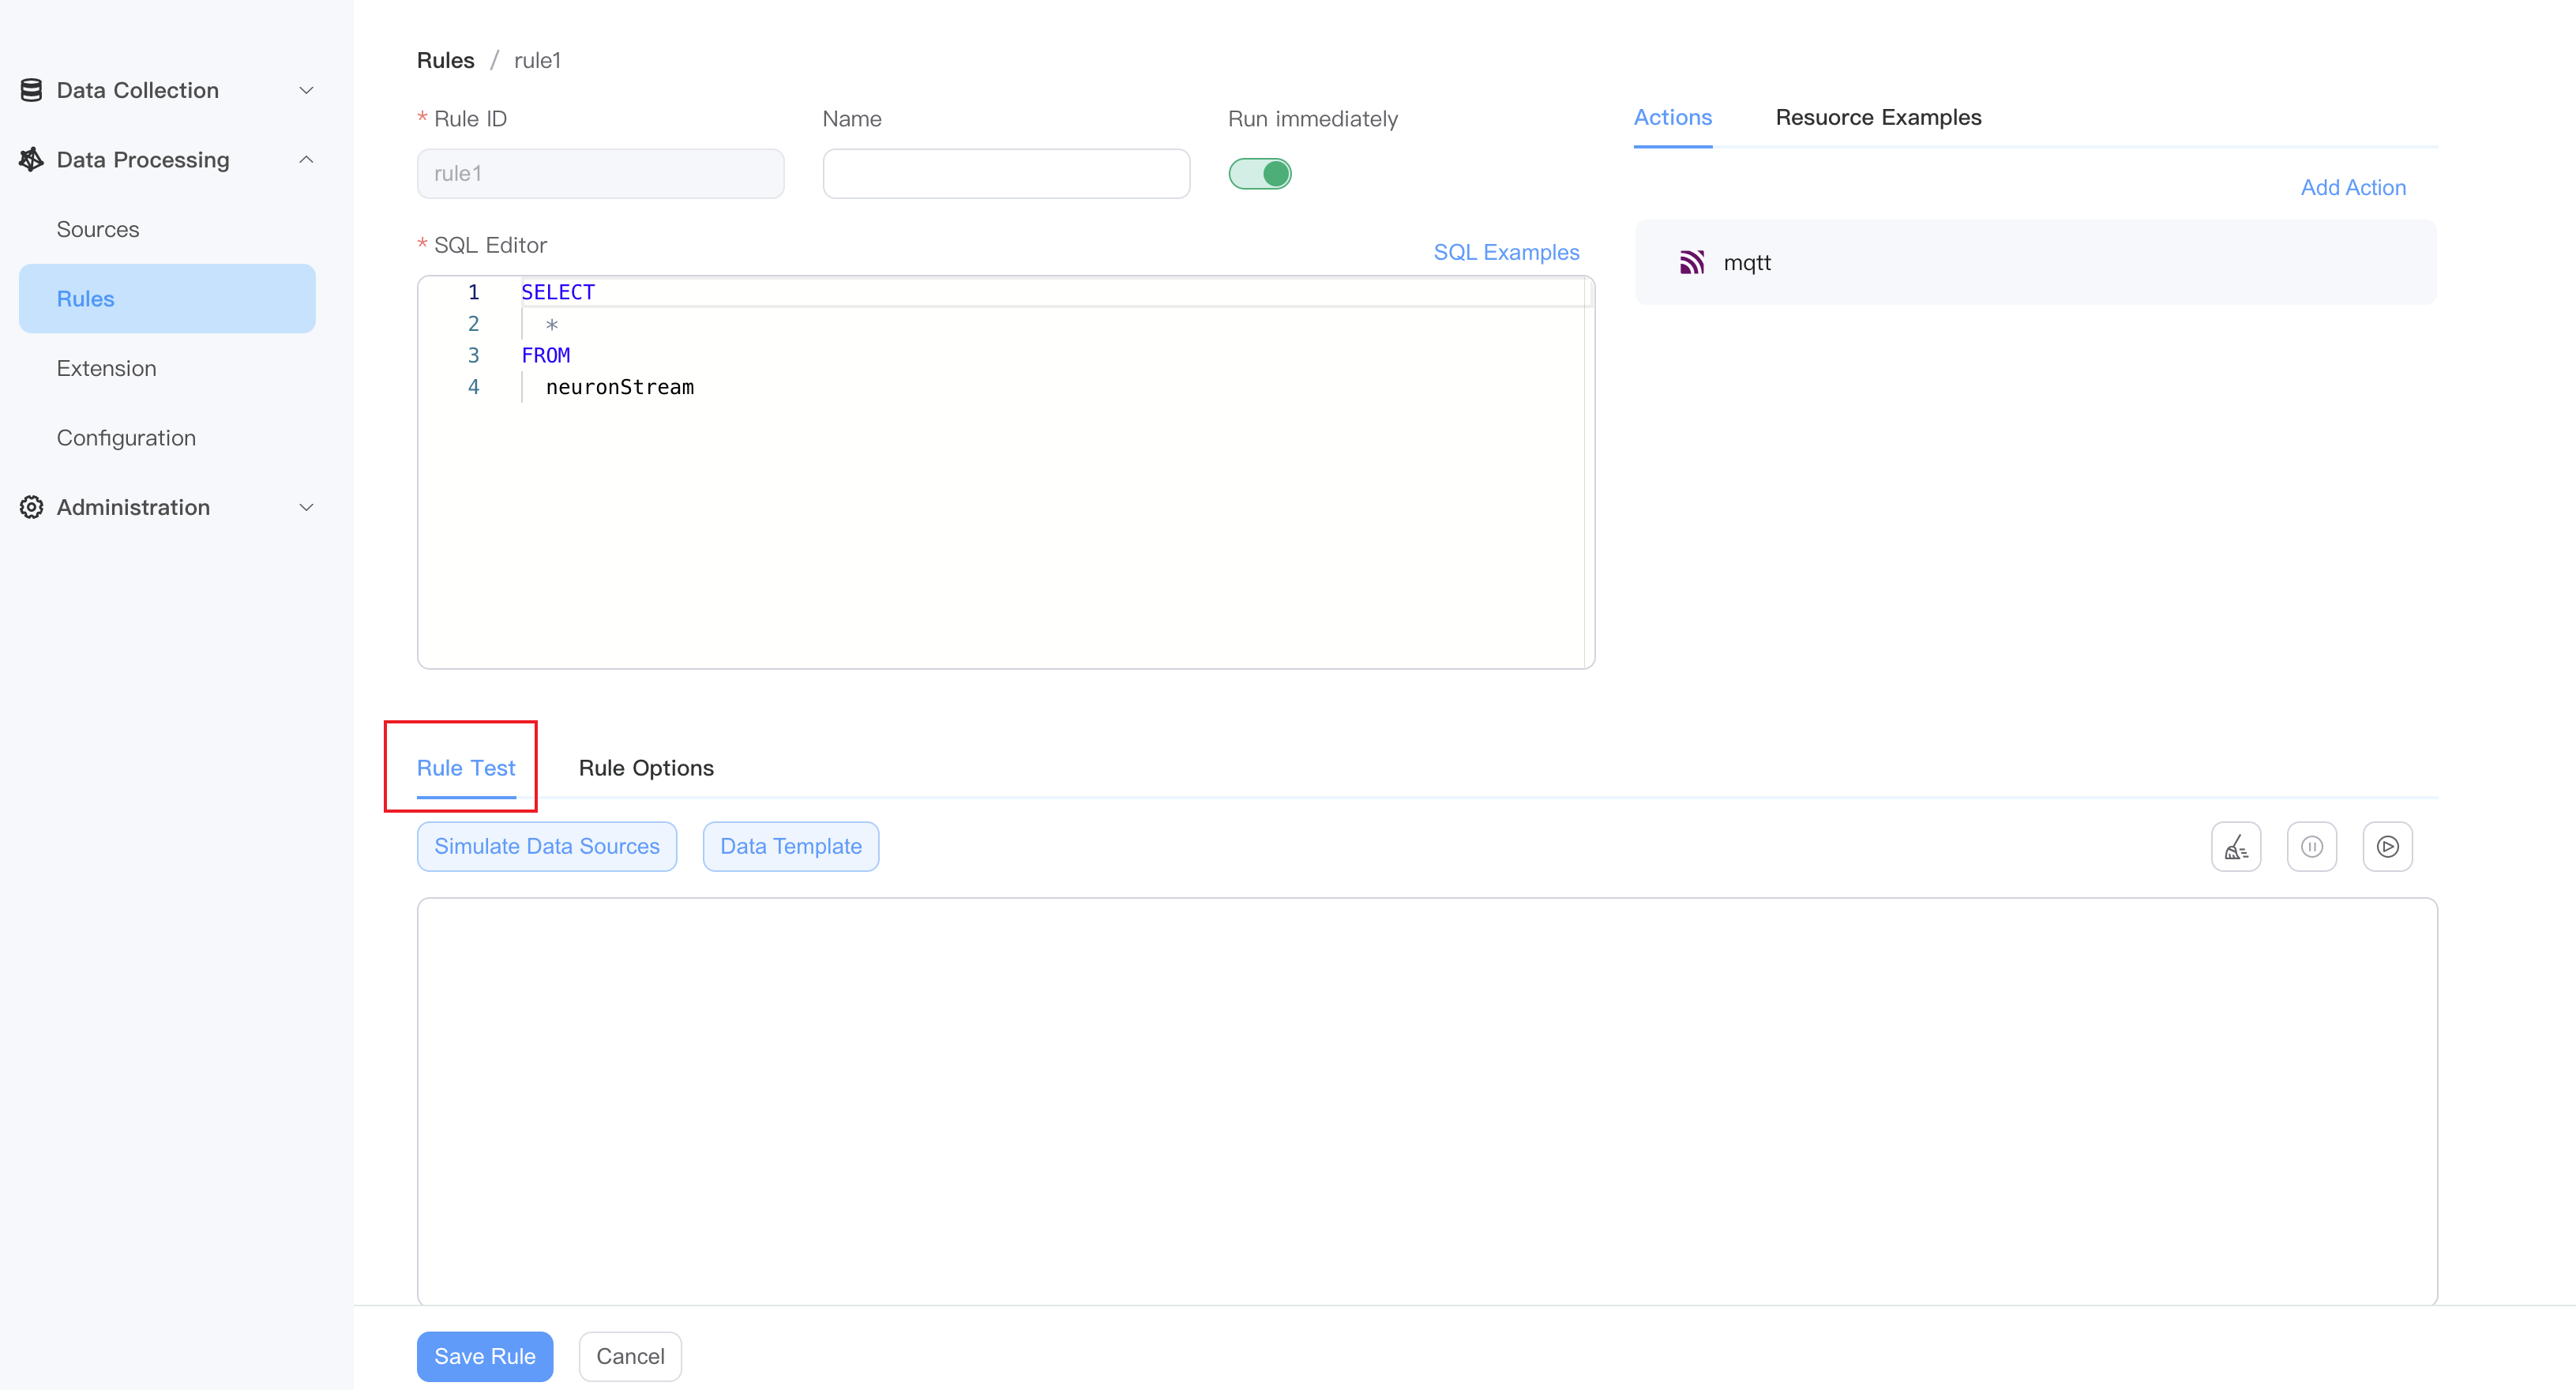 Data Collection
Data Processing
Sources
Rules
Extension
Configuration
Administration
Rules / rule1
* Rule ID
Name
Run immediately
rule1
* SQL Editor
SQL Examples
1 SELECT
2 *
3 FROM
4 neuronStream
Actions
Resuorce Examples
Add Action
mqtt
Rule Test
Rule Options
Simulate Data Sources
Data Template
Save Rule
Cancel